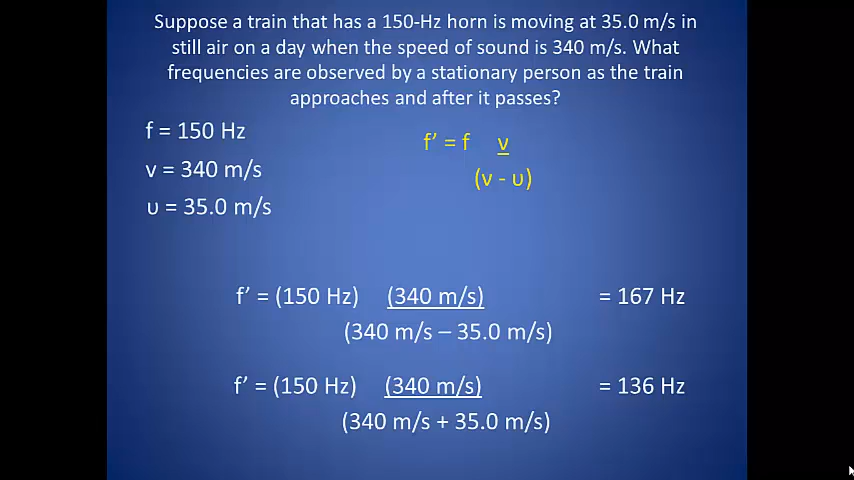 Suppose a train that has a 150-Hz horn is moving at 35.0 m/s in
still air on a day when the speed of sound is 340 m/s. What
frequencies are observed by a stationary person as the train
approaches and after it passes?
f = 150 Hz
v = 340 m/s
υ = 35.0 m/s
f’ = f ν
(ν - υ)
f’ = (150 Hz) (340 m/s) = 167 Hz
(340 m/s – 35.0 m/s)
f’ = (150 Hz) (340 m/s) = 136 Hz
(340 m/s + 35.0 m/s)